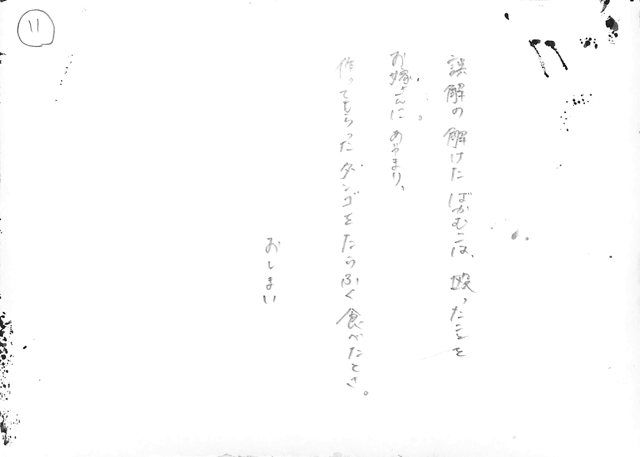 11
誤解の解けたばかむこは、殴った事を
お嫁さんにあやまり、
作ってもらったダンゴをたらふく食べたとさ。
おしまい